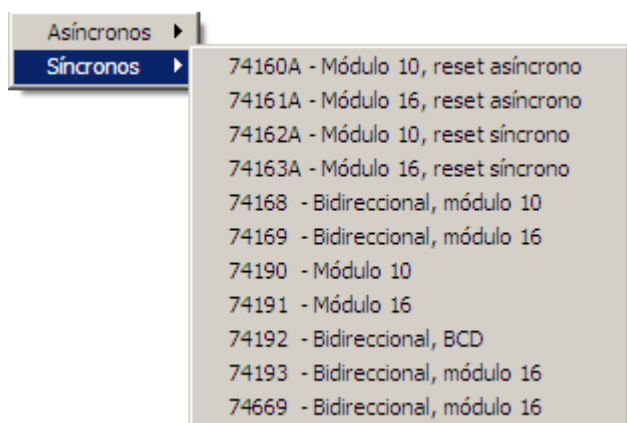 Asíncronos
Síncronos
74160A - Módulo 10, reset asíncrono
74161A - Módulo 16, reset asíncrono
74162A - Módulo 10, reset síncrono
74163A - Módulo 16, reset síncrono
74168 - Bidireccional, módulo 10
74169 - Bidireccional, módulo 16
74190 - Módulo 10
74191 - Módulo 16
74192 - Bidireccional, BCD
74193 - Bidireccional, módulo 16
74669 - Bidireccional, módulo 16